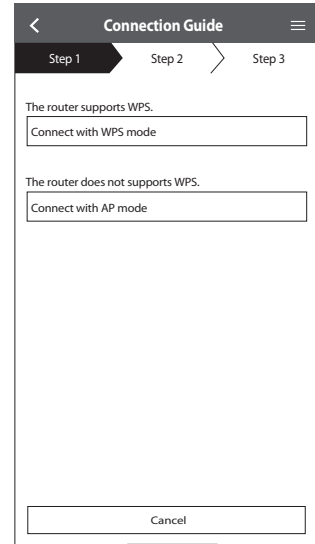 Connection Guide
Step 1 Step 2 Step 3
The router supports WPS.
Connect with WPS mode
The router does not supports WPS.
Connect with AP mode
Cancel